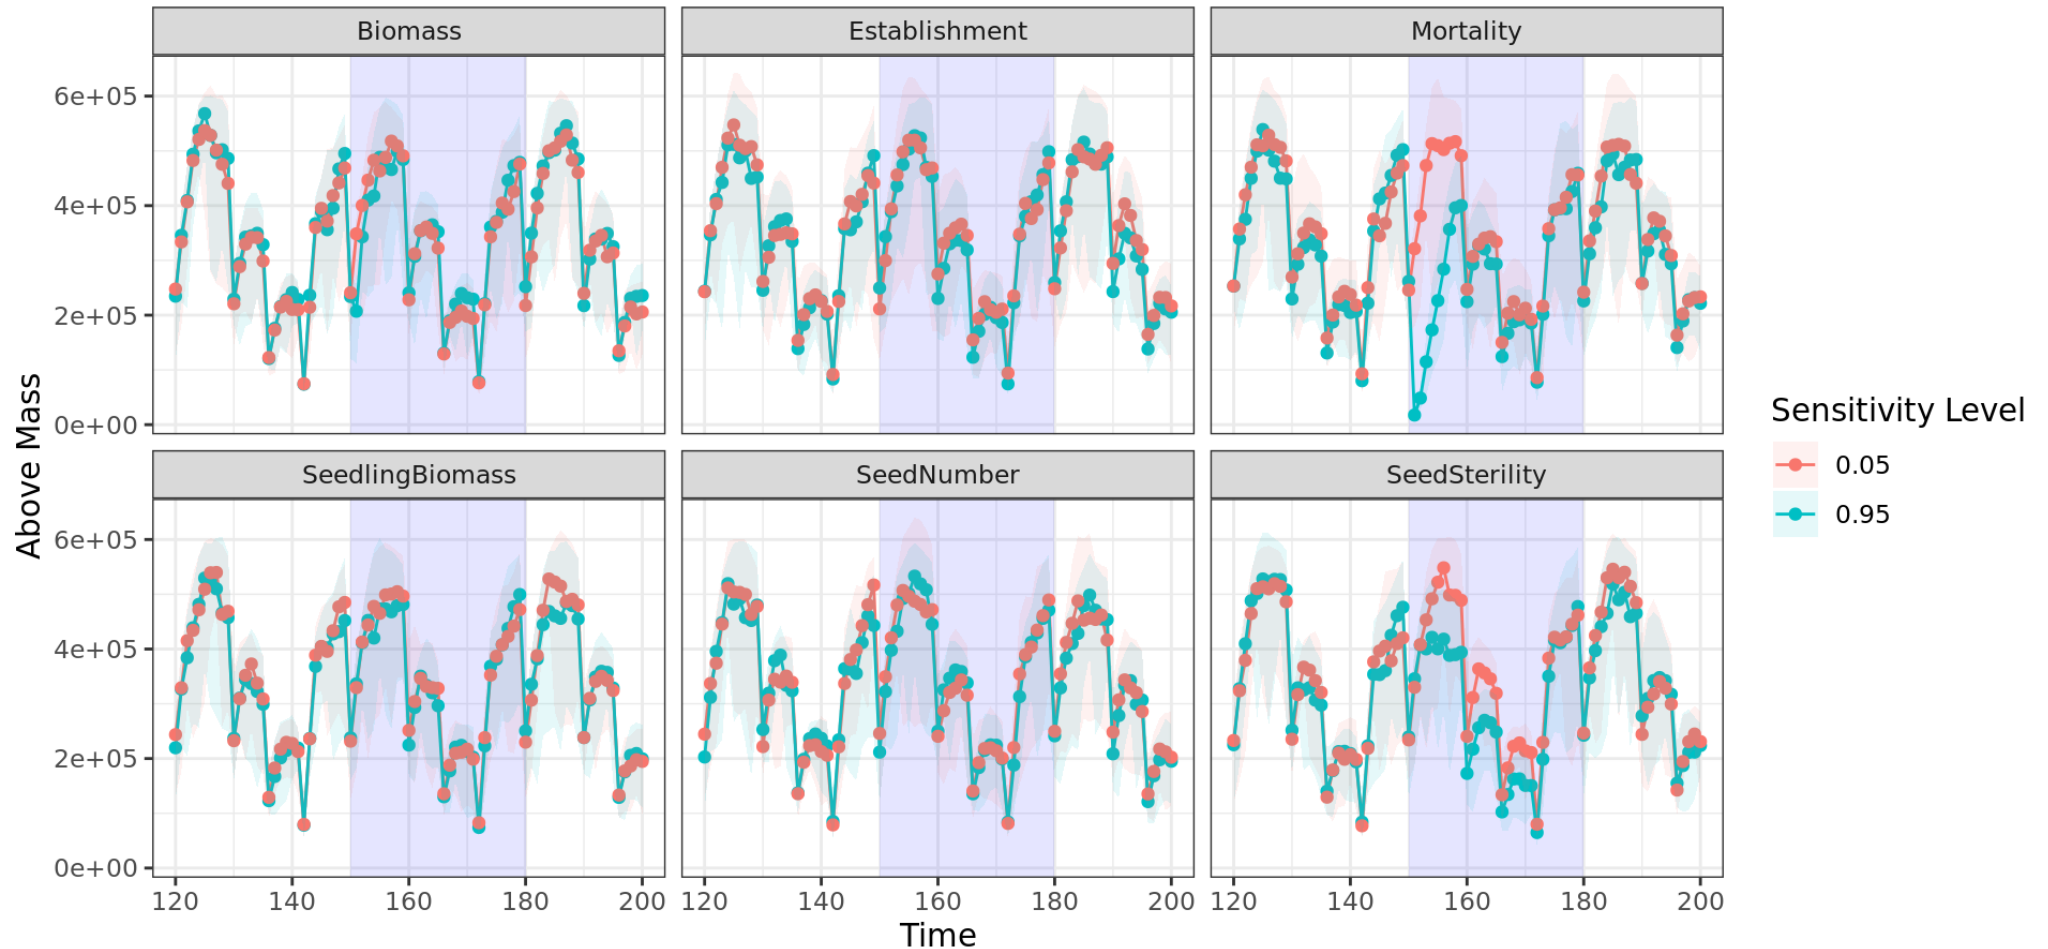 Biomass Establishment Mortality
6e+05
4e+05
2e+05
0e+00
SeedlingBiomass SeedNumber SeedSterility
6e+05
4e+05
2e+05
0e+00
120 140 160 180 200 120 140 160 180 200 120 140 160 180 200
Above Mass
Time
Sensitivity Level
0.05
0.95